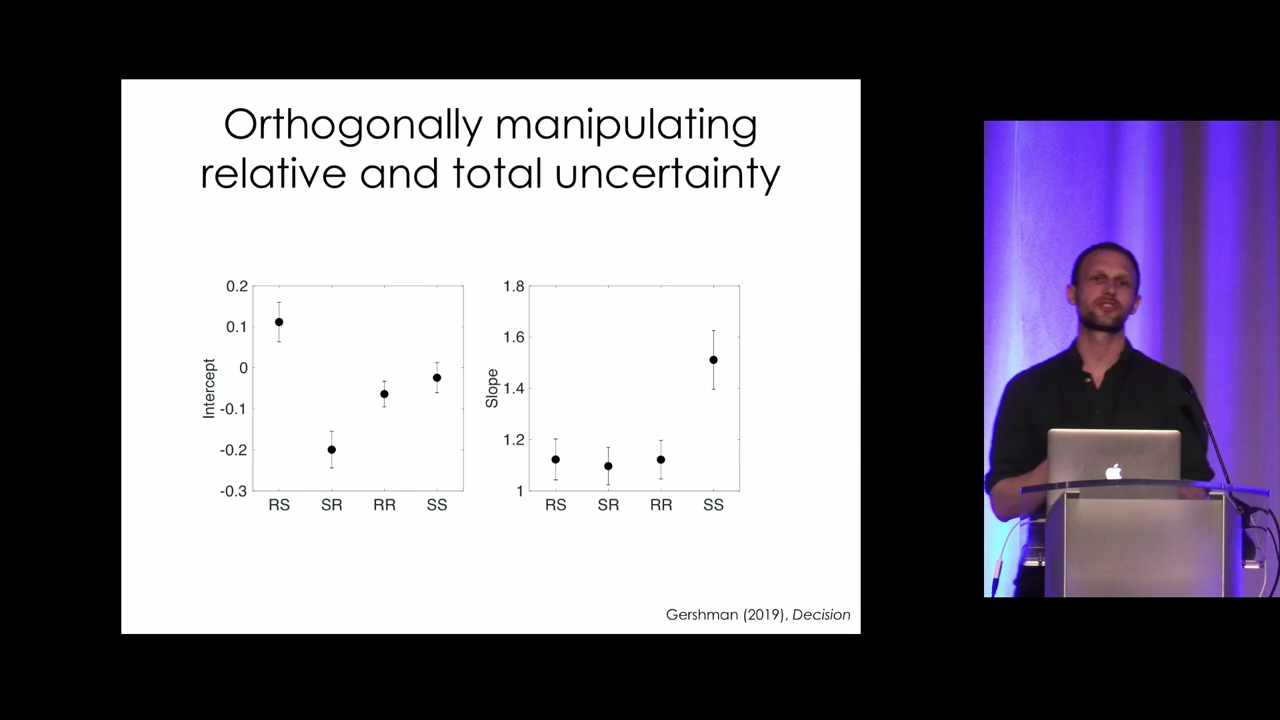 Orthogonally manipulating
relative and total uncertainty
0.2
0.1
0
-0.1
-0.2
-0.3
Intercept
RS SR RR SS
1.8
1.6
1.4
1.2
1
Slope
RS SR RR SS
Gershman (2019), Decision